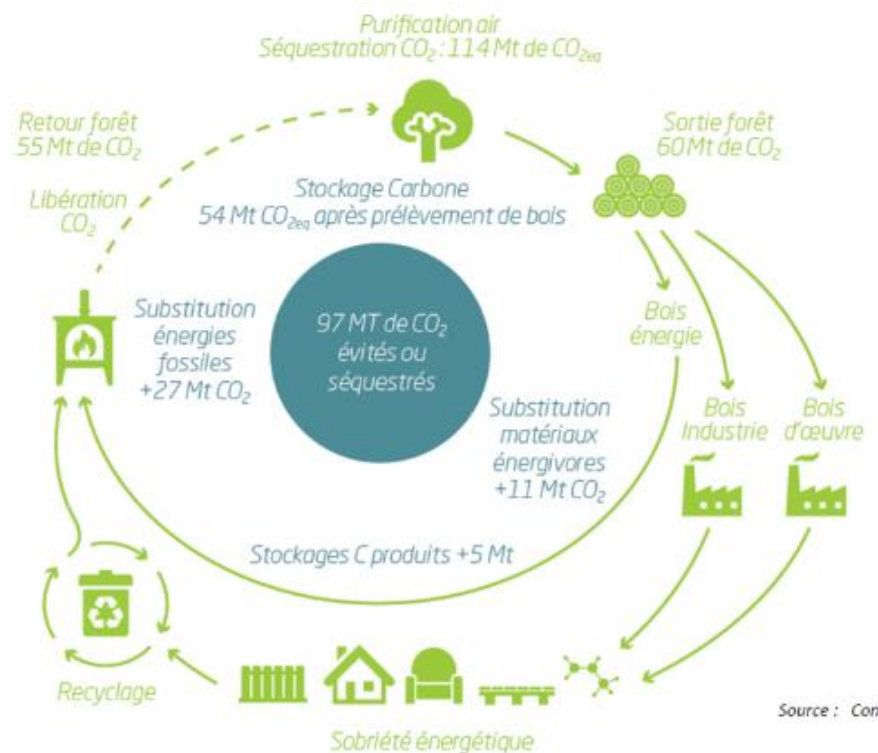 Purification air
Séquestration CO₂ : 114 Mt de CO₂eq
Retour forêt
55 Mt de CO₂
Sortie forêt
60 Mt de CO₂
Libération
CO₂
Stockage Carbone
54 Mt CO₂eq après prélèvement de bois
Substitution
énergies
fossiles
+27 Mt CO₂
97 MT de CO₂
évités ou
séquestrés
Bois
énergie
Substitution
matériaux
énergivores
+11 Mt CO₂
Bois
Industrie
Bois
d'œuvre
Stockages C produits +5 Mt
Recyclage
Sobriété énergétique
Source :